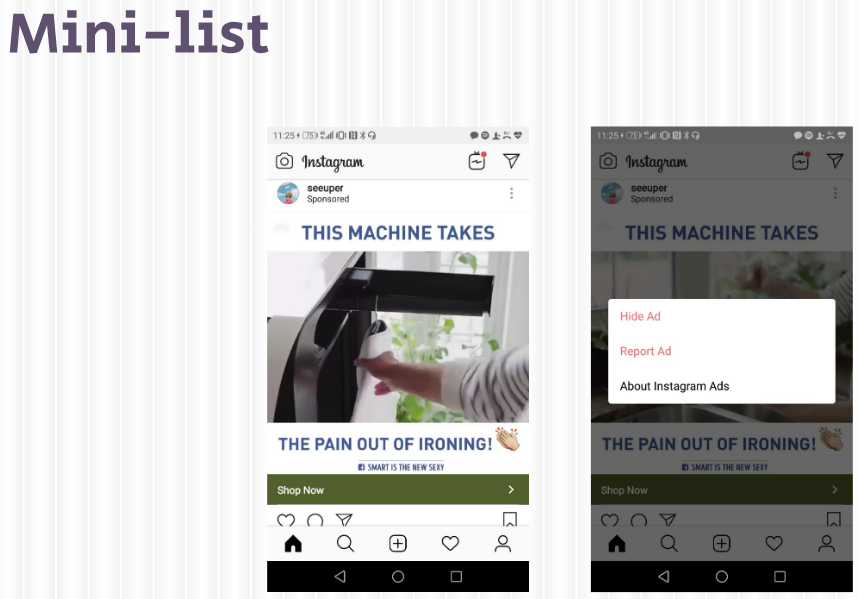 Mini-list
11:25 75
Instagram
seeuper
Sponsored
THIS MACHINE TAKES
THE PAIN OUT OF IRONING!
SMART IS THE NEW SEXY
Shop Now
11:25 75
Instagram
seeuper
Sponsored
THIS MACHINE TAKES
Hide Ad
Report Ad
About Instagram Ads
THE PAIN OUT OF IRONING!
SMART IS THE NEW SEXY
Shop Now